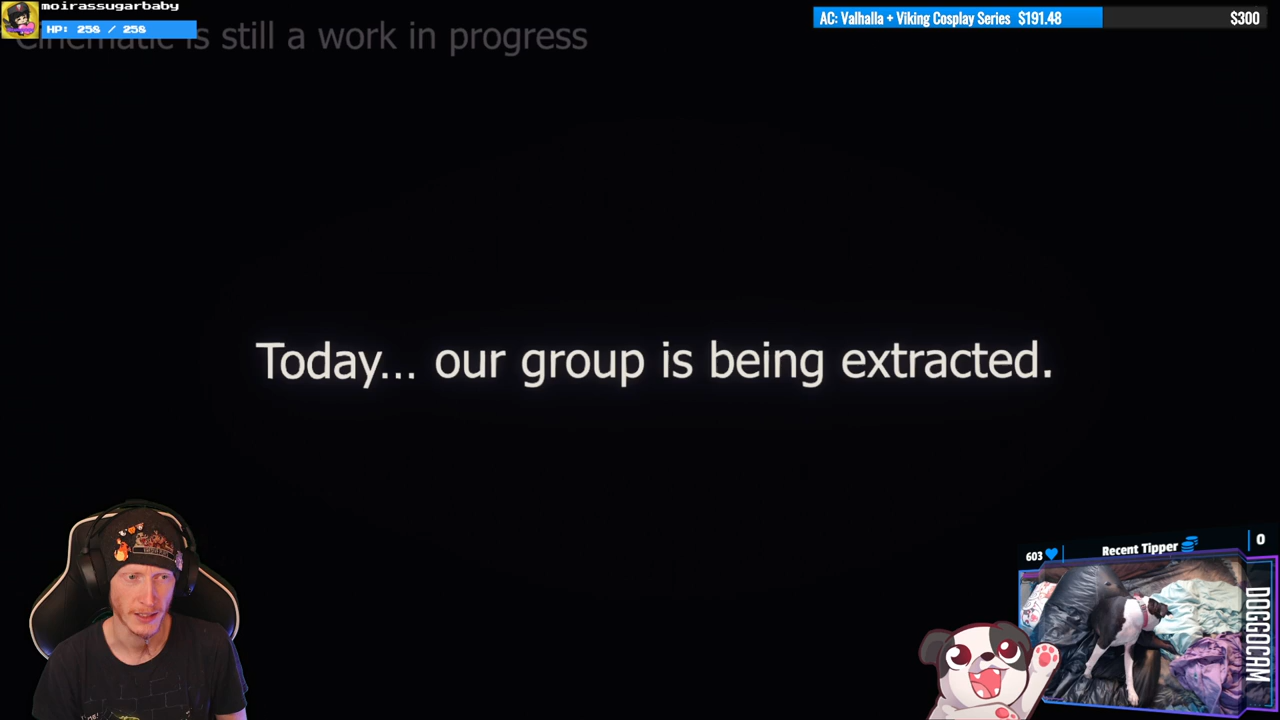 moirassugarbaby
HP: 258 / 258
Cinematic is still a work in progress
AC: Valhalla + Viking Cosplay Series $191.48
$300
Today... our group is being extracted.
603
Recent Tipper
0
DOGGOCAM